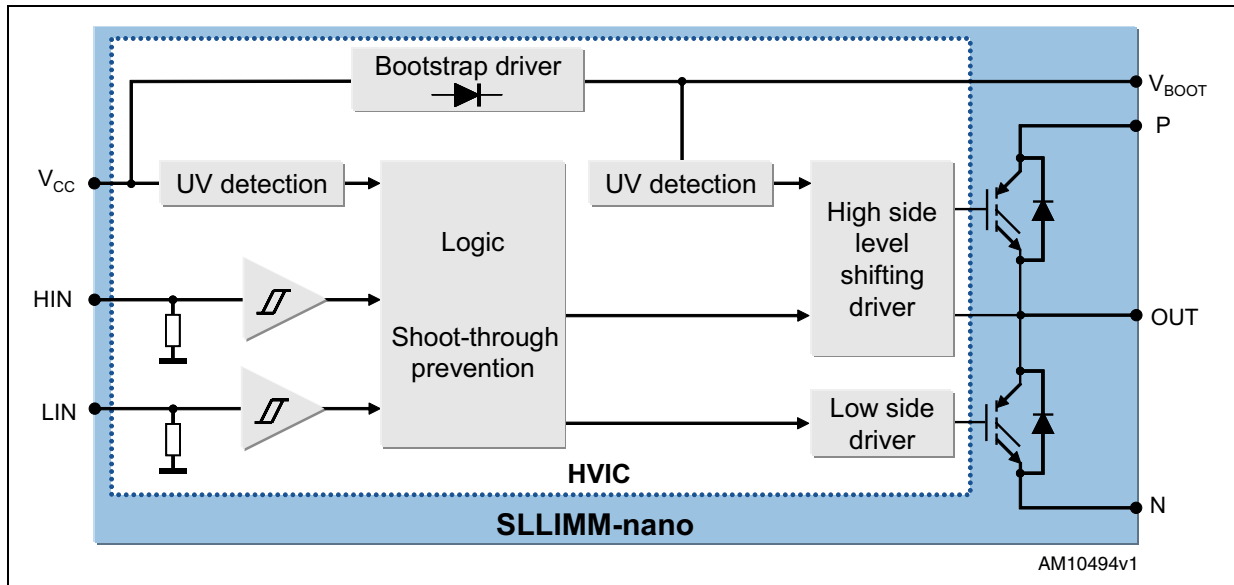 Bootstrap driver
V_BOOT
P
V_CC
UV detection
UV detection
Logic
High side
level
shifting
driver
HIN
OUT
Shoot-through
prevention
LIN
Low side
driver
HVIC
N
SLLIMM-nano
AM10494v1